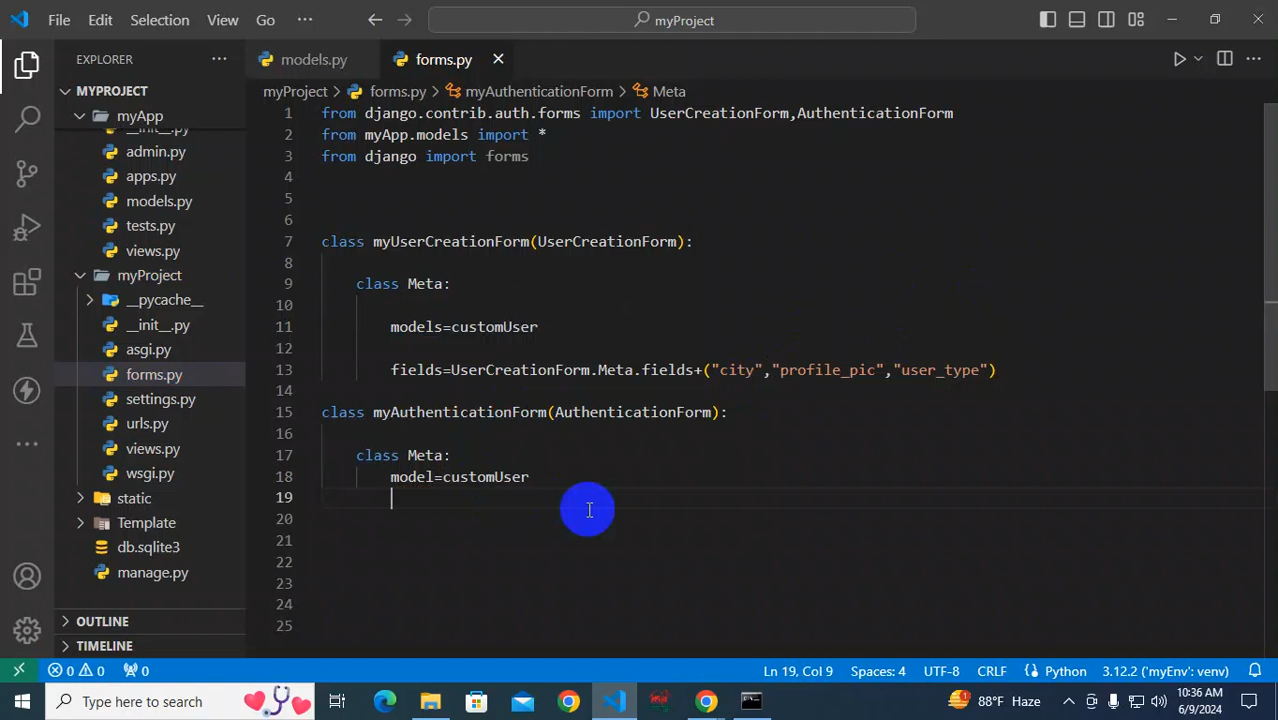 File Edit Selection View Go ··· myProject
EXPLORER ···
models.py forms.py
MYPROJECT
myProject > forms.py > myAuthenticationForm > Meta
myApp
__init__.py
admin.py
apps.py
models.py
tests.py
views.py
myProject
__pycache__
__init__.py
asgi.py
forms.py
settings.py
urls.py
views.py
wsgi.py
static
Template
db.sqlite3
manage.py
OUTLINE
TIMELINE
1 from django.contrib.auth.forms import UserCreationForm,AuthenticationForm
2 from myApp.models import *
3 from django import forms
4
5
6
7 class myUserCreationForm(UserCreationForm):
8
9 class Meta:
10
11 models=customUser
12
13 fields=UserCreationForm.Meta.fields+("city","profile_pic","user_type")
14
15 class myAuthenticationForm(AuthenticationForm):
16
17 class Meta:
18 model=customUser
19
20
21
22
23
24
25
0 0 0 Ln 19, Col 9 Spaces: 4 UTF-8 CRLF Python 3.12.2 ('myEnv': venv)
Type here to search 88°F Haze 10:36 AM
6/9/2024